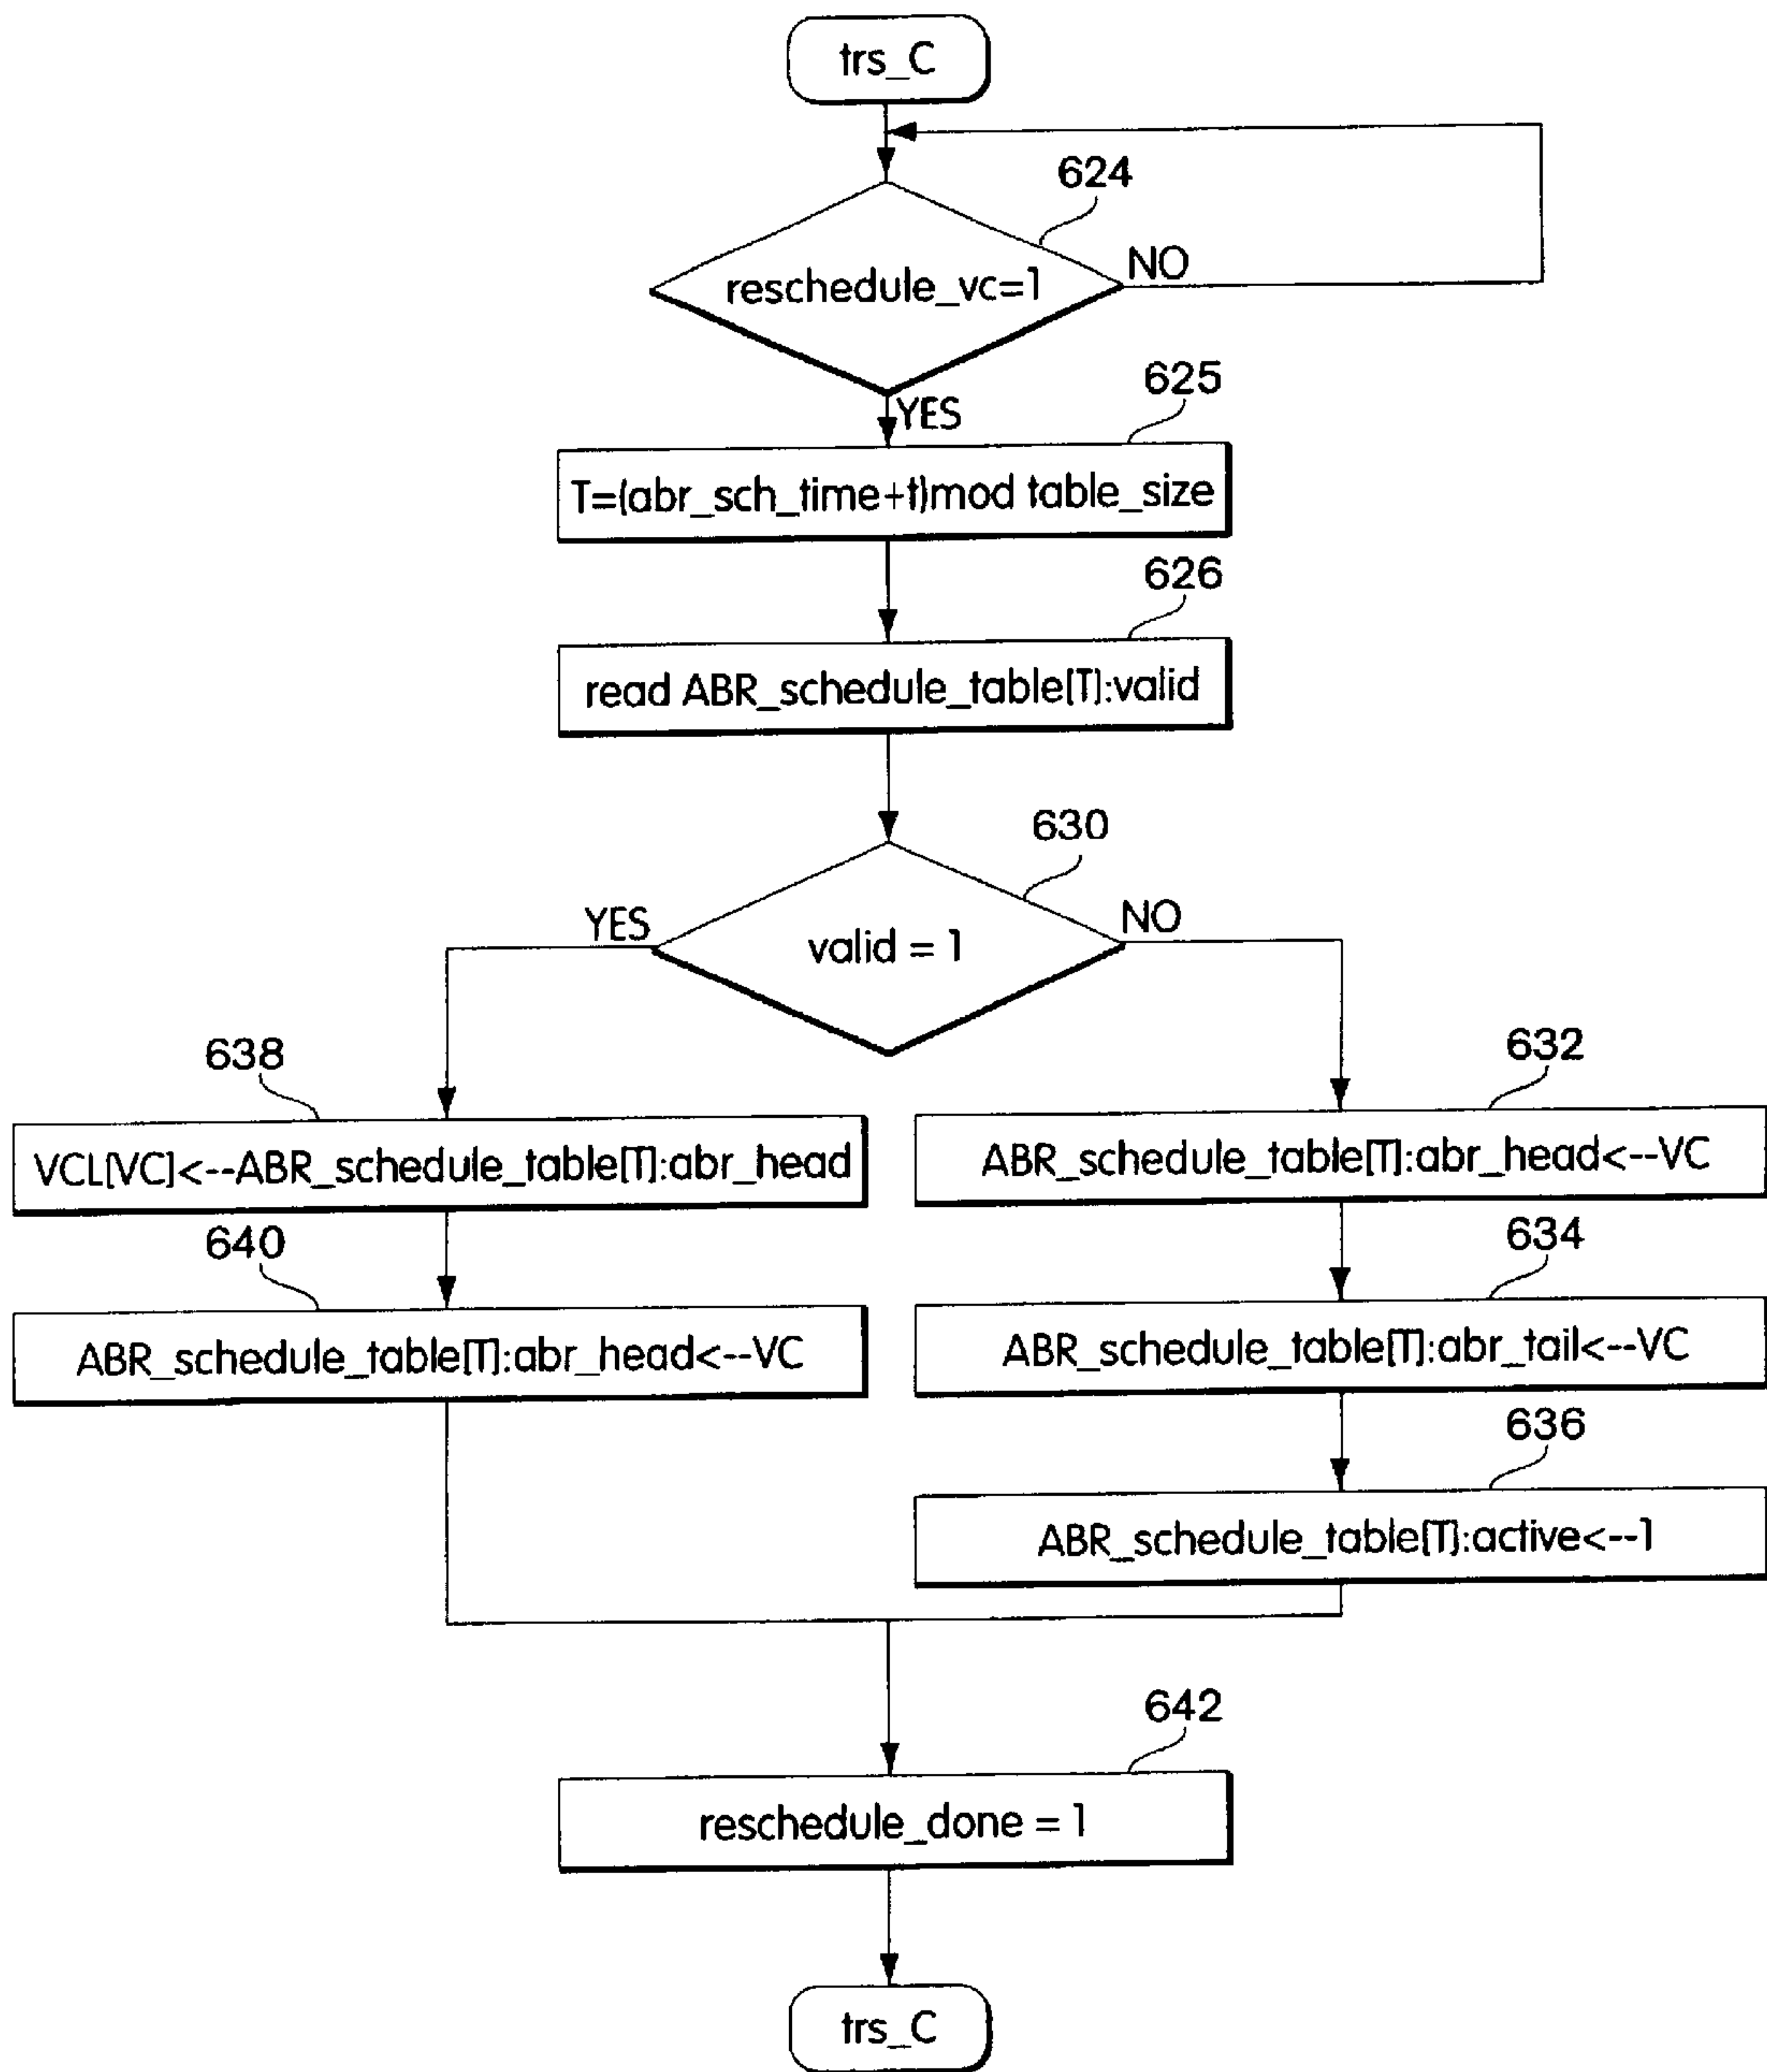 trs_C
624
reschedule_vc=1
NO
YES
625
T=(abr_sch_time+t)mod table_size
626
read ABR_schedule_table[T]:valid
630
valid = 1
YES
NO
638
VCL[VC]<--ABR_schedule_table[T]:abr_head
640
ABR_schedule_table[T]:abr_head<--VC
632
ABR_schedule_table[T]:abr_head<--VC
634
ABR_schedule_table[T]:abr_tail<--VC
636
ABR_schedule_table[T]:active<--1
642
reschedule_done = 1
trs_C